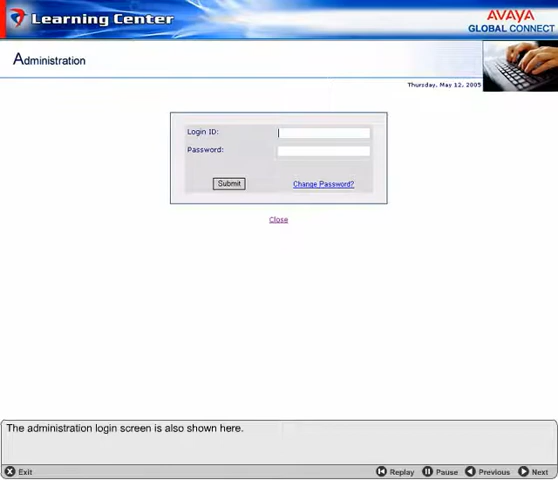 Learning Center
AVAYA
GLOBAL CONNECT
Administration
Thursday, May 12, 2005
Login ID:
Password:
Submit
Change Password?
Close
The administration login screen is also shown here.
Exit
Replay
Pause
Previous
Next